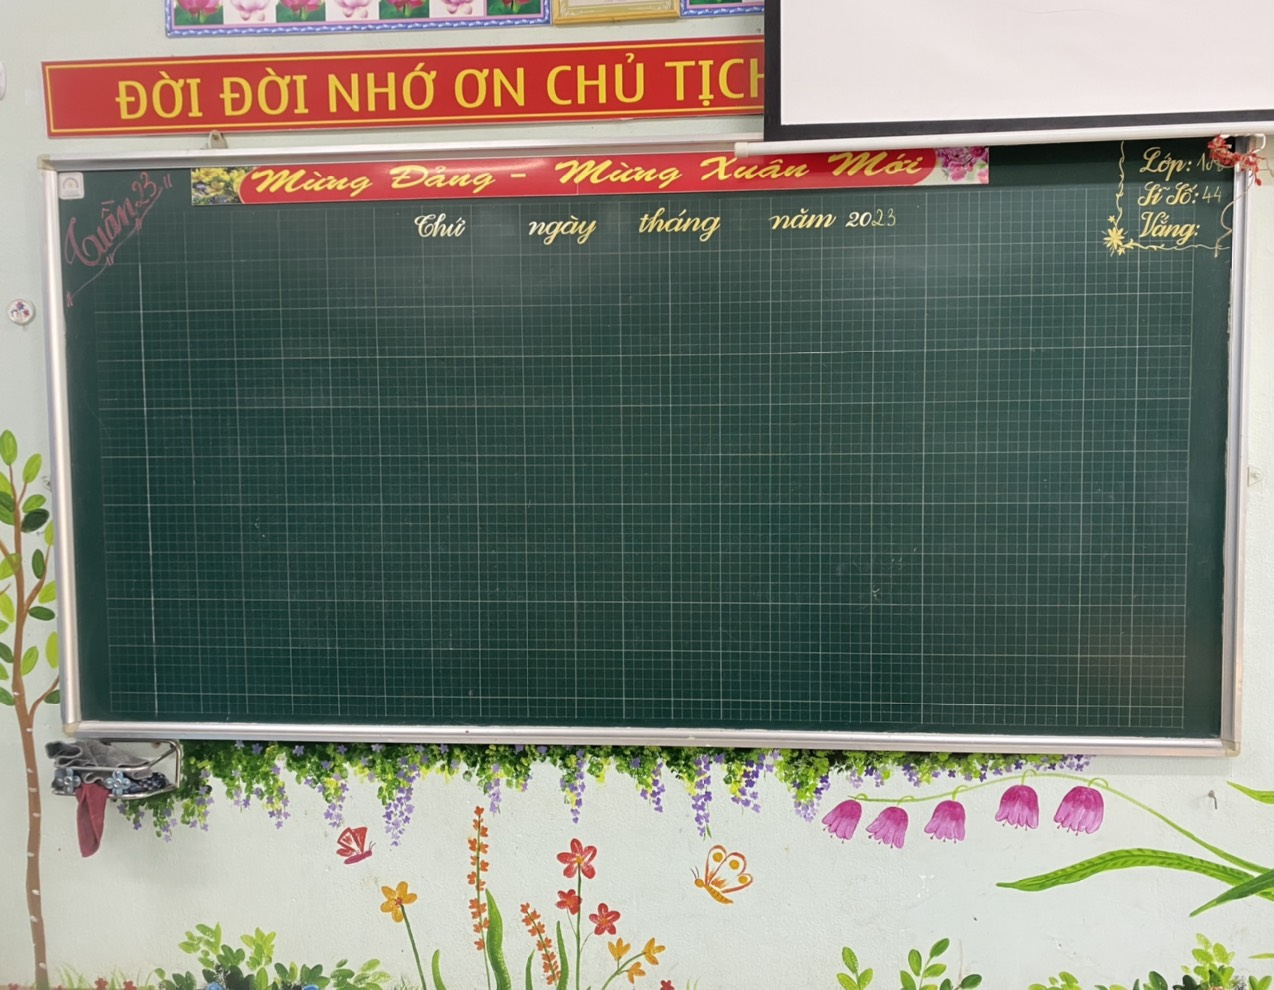 ĐỜI ĐỜI NHỚ ƠN CHỦ TỊCH
Mừng Đảng - Mừng Xuân Mới
Tuần 23
Thứ ngày tháng năm 2023
Lớp:
Sĩ Số: 44
Vắng: